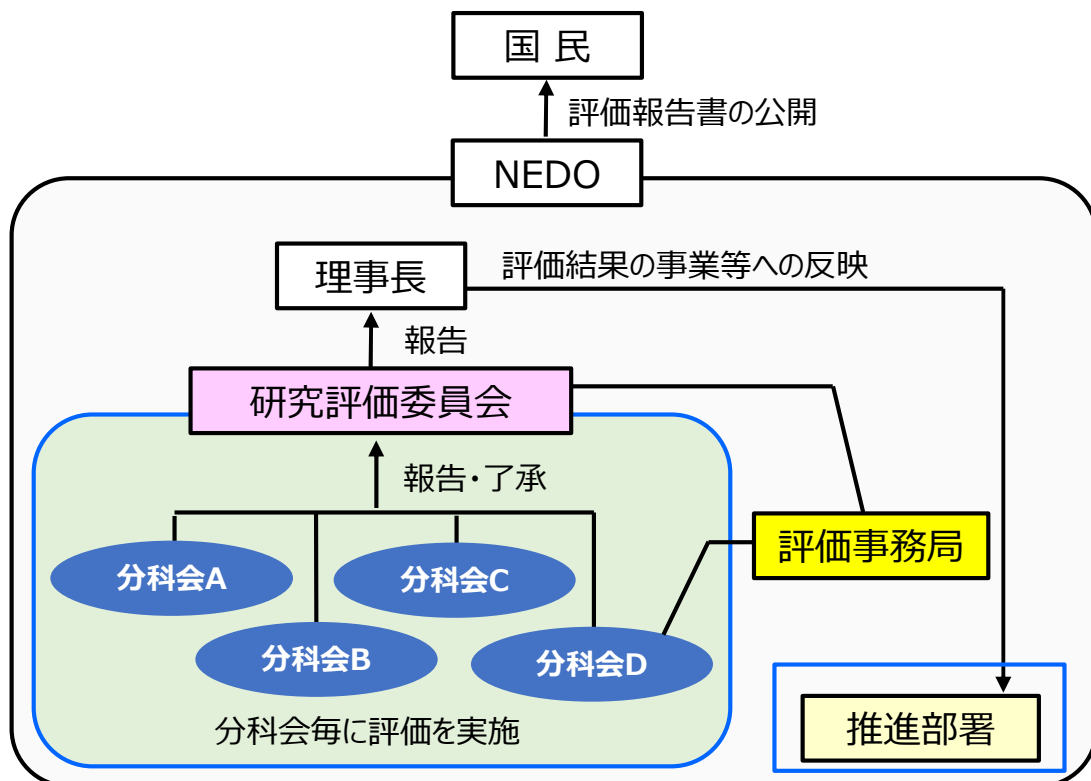 国 民
評価報告書の公開
NEDO
理事長
評価結果の事業等への反映
報告
研究評価委員会
報告・了承
評価事務局
分科会A
分科会C
分科会B
分科会D
分科会毎に評価を実施
推進部署